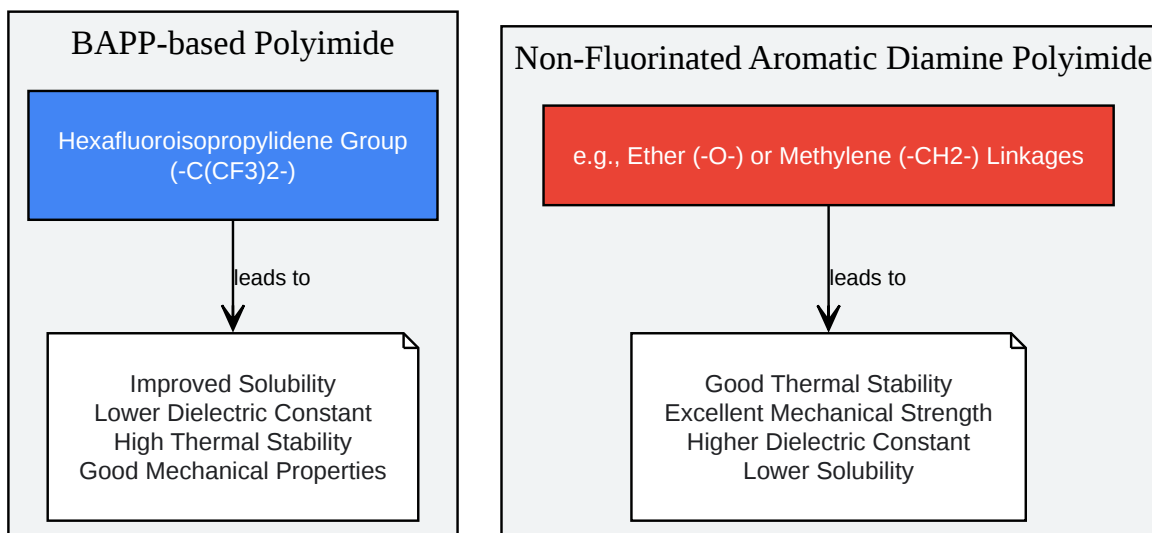 BAPP-based Polyimide
Hexafluoroisopropylidene Group
(-C(CF3)2-)
leads to
Improved Solubility
Lower Dielectric Constant
High Thermal Stability
Good Mechanical Properties
Non-Fluorinated Aromatic Diamine Polyimide
e.g., Ether (-O-) or Methylene (-CH2-) Linkages
leads to
Good Thermal Stability
Excellent Mechanical Strength
Higher Dielectric Constant
Lower Solubility